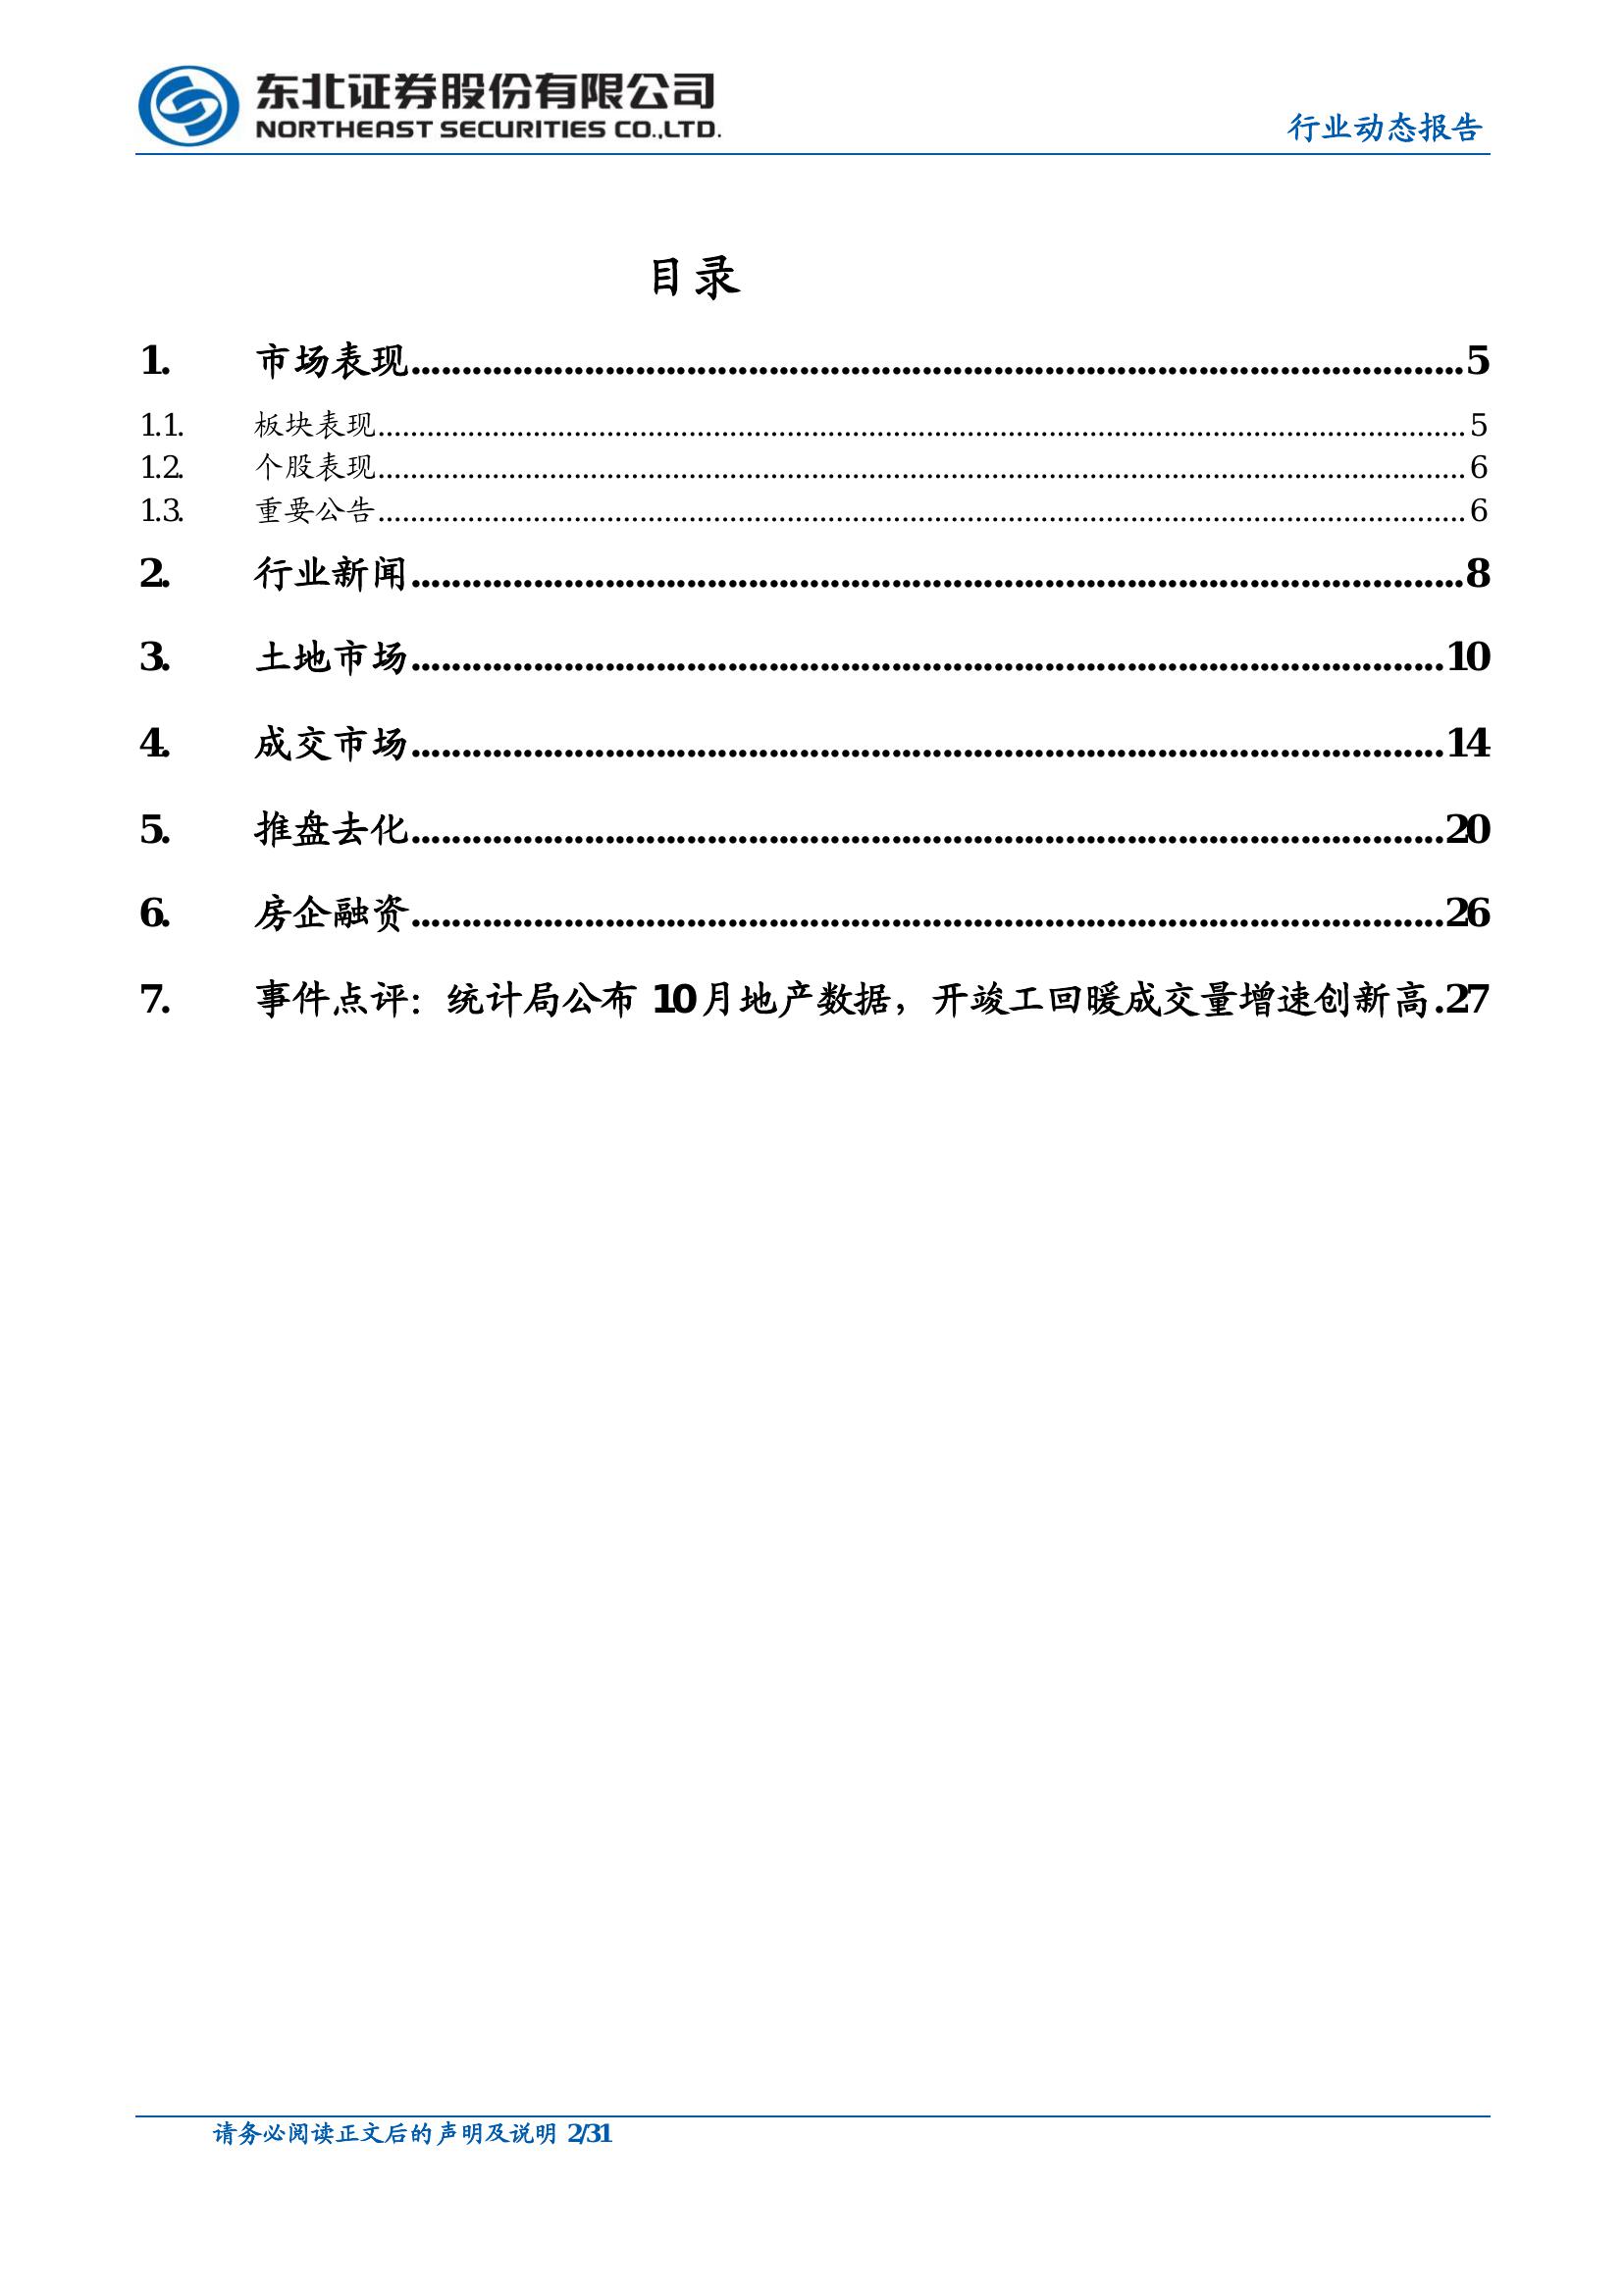 东北证券股份有限公司
NORTHEAST SECURITIES CO.,LTD.
行业动态报告
目录
1. 市场表现 5
1.1. 板块表现 5
1.2. 个股表现 6
1.3. 重要公告 6
2. 行业新闻 8
3. 土地市场 10
4. 成交市场 14
5. 推盘去化 20
6. 房企融资 26
7. 事件点评：统计局公布 10 月地产数据，开竣工回暖成交量增速创新高 . 27
请务必阅读正文后的声明及说明 2/31